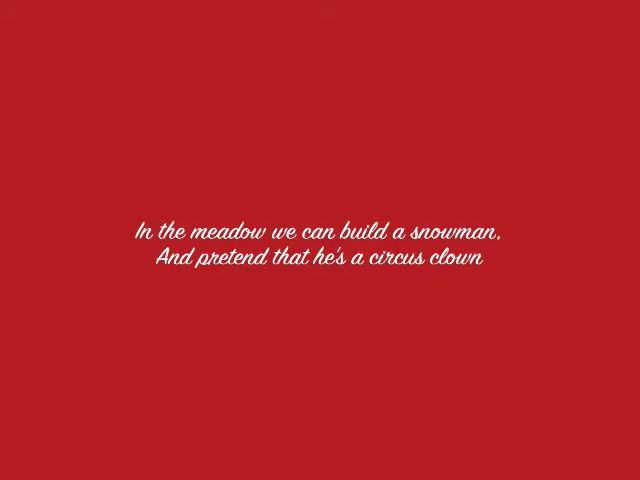 In the meadow we can build a snowman,
And pretend that he's a circus clown